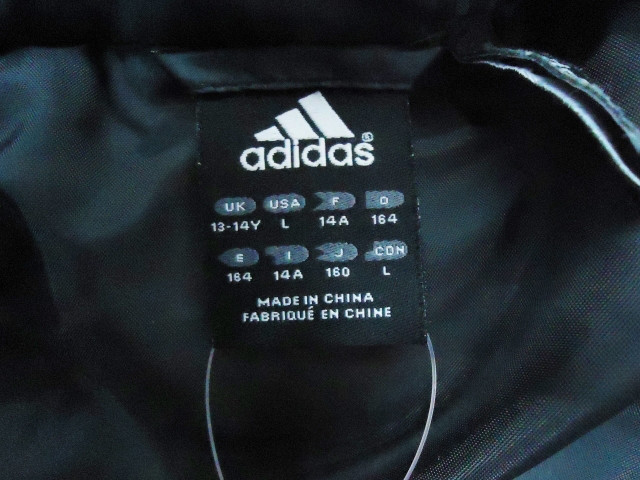 adidas®
UK USA F D
13-14Y L 14A 164
E I J CDN
164 14A 160 L
MADE IN CHINA
FABRIQUÉ EN CHINE